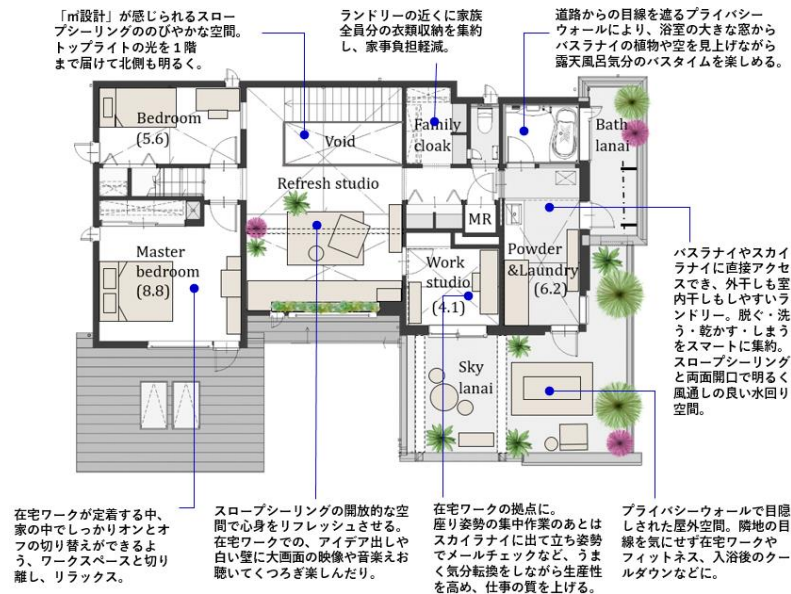 「㎥設計」が感じられるスロー
プシーリングののびやかな空間。
トップライトの光を１階
まで届けて北側も明るく。
ランドリーの近くに家族
全員分の衣類収納を集約
し、家事負担軽減。
道路からの目線を遮るプライバシー
ウォールにより、浴室の大きな窓から
バスラナイの植物や空を見上げながら
露天風呂気分のバスタイムを楽しめる。
Bedroom
(5.6)
Void
Family
cloak
Bath
lanai
Refresh studio
MR
Master
bedroom
(8.8)
Work
studio
(4.1)
Powder
&Laundry
(6.2)
Sky
lanai
バスラナイやスカイ
ラナイに直接アクセ
スでき、外干しも室
内干しもしやすいラ
ンドリー。脱ぐ・洗
う・乾かす・しまう
をスマートに集約。
スロープシーリング
と両面開口で明るく
風通しの良い水回り
空間。
在宅ワークが定着する中、
家の中でしっかりオンとオ
フの切り替えができるよ
う、ワークスペースと切り
離し、リラックス。
スロープシーリングの開放的な空
間で心身をリフレッシュさせる。
在宅ワークでの、アイデア出しや
白い壁に大画面の映像や音楽えお
聴いてくつろぎ楽しんだり。
在宅ワークの拠点に。
座り姿勢の集中作業のあとは
スカイラナイに出て立ち姿勢
でメールチェックなど、うま
く気分転換をしながら生産性
を高め、仕事の質を上げる。
プライバシーウォールで目隠
しされた屋外空間。隣地の目
線を気にせず在宅ワークや
フィットネス、入浴後のクー
ルダウンなどに。